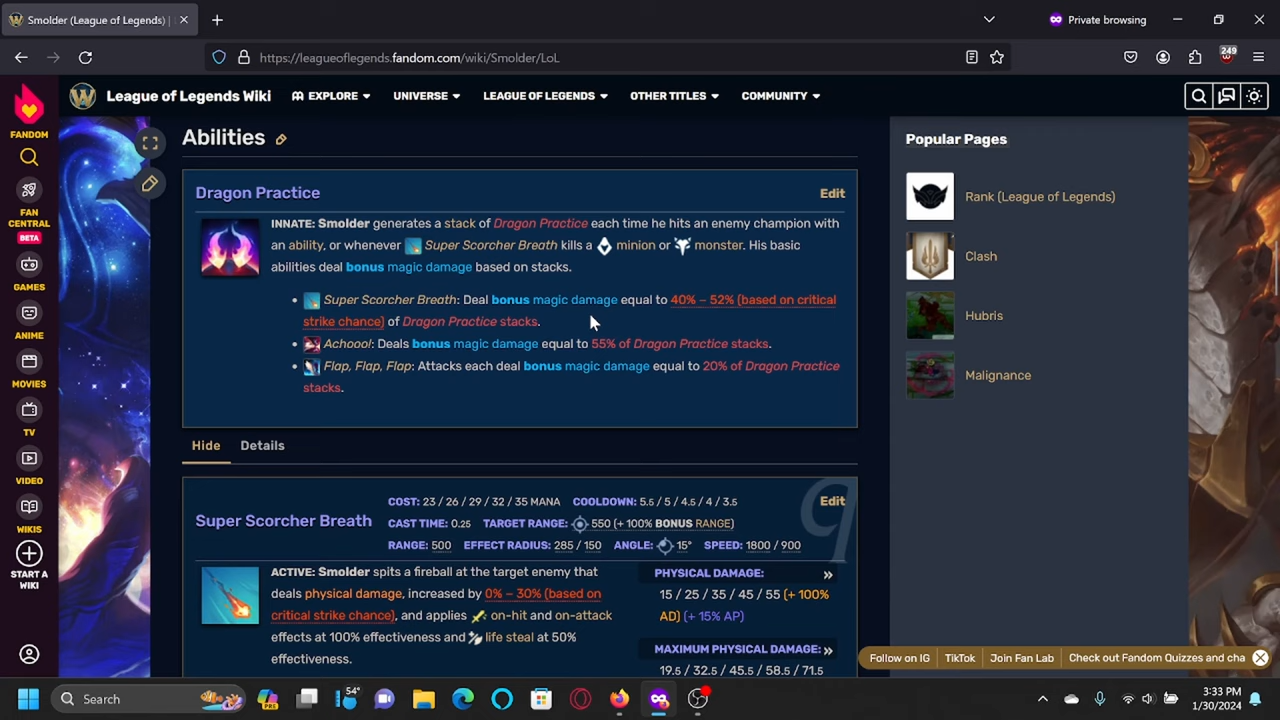 Smolder (League of Legends) |
Private browsing
https://leagueoflegends.fandom.com/wiki/Smolder/LoL
249
League of Legends Wiki
EXPLORE
UNIVERSE
LEAGUE OF LEGENDS
OTHER TITLES
COMMUNITY
FANDOM
FAN
CENTRAL
BETA
GAMES
ANIME
MOVIES
TV
VIDEO
WIKIS
START A
WIKI
Abilities
Dragon Practice
Edit
INNATE: Smolder generates a stack of Dragon Practice each time he hits an enemy champion with
an ability, or whenever Super Scorcher Breath kills a minion or monster. His basic
abilities deal bonus magic damage based on stacks.
• Super Scorcher Breath: Deal bonus magic damage equal to 40% – 52% (based on critical
strike chance) of Dragon Practice stacks.
• Achooo!: Deals bonus magic damage equal to 55% of Dragon Practice stacks.
• Flap, Flap, Flap: Attacks each deal bonus magic damage equal to 20% of Dragon Practice
stacks.
Hide
Details
Super Scorcher Breath
COST: 23 / 26 / 29 / 32 / 35 MANA COOLDOWN: 5.5 / 5 / 4.5 / 4 / 3.5
CAST TIME: 0.25 TARGET RANGE: 550 (+ 100% BONUS RANGE)
RANGE: 500 EFFECT RADIUS: 285 / 150 ANGLE: 15° SPEED: 1800 / 900
Edit
q
ACTIVE: Smolder spits a fireball at the target enemy that
deals physical damage, increased by 0% – 30% (based on
critical strike chance), and applies on-hit and on-attack
effects at 100% effectiveness and life steal at 50%
effectiveness.
PHYSICAL DAMAGE: »
15 / 25 / 35 / 45 / 55 (+ 100%
AD) (+ 15% AP)
MAXIMUM PHYSICAL DAMAGE: »
19.5 / 32.5 / 45.5 / 58.5 / 71.5
Popular Pages
Rank (League of Legends)
Clash
Hubris
Malignance
Follow on IG
TikTok
Join Fan Lab
Check out Fandom Quizzes and cha
Search
PRE
54°
3:33 PM
1/30/2024